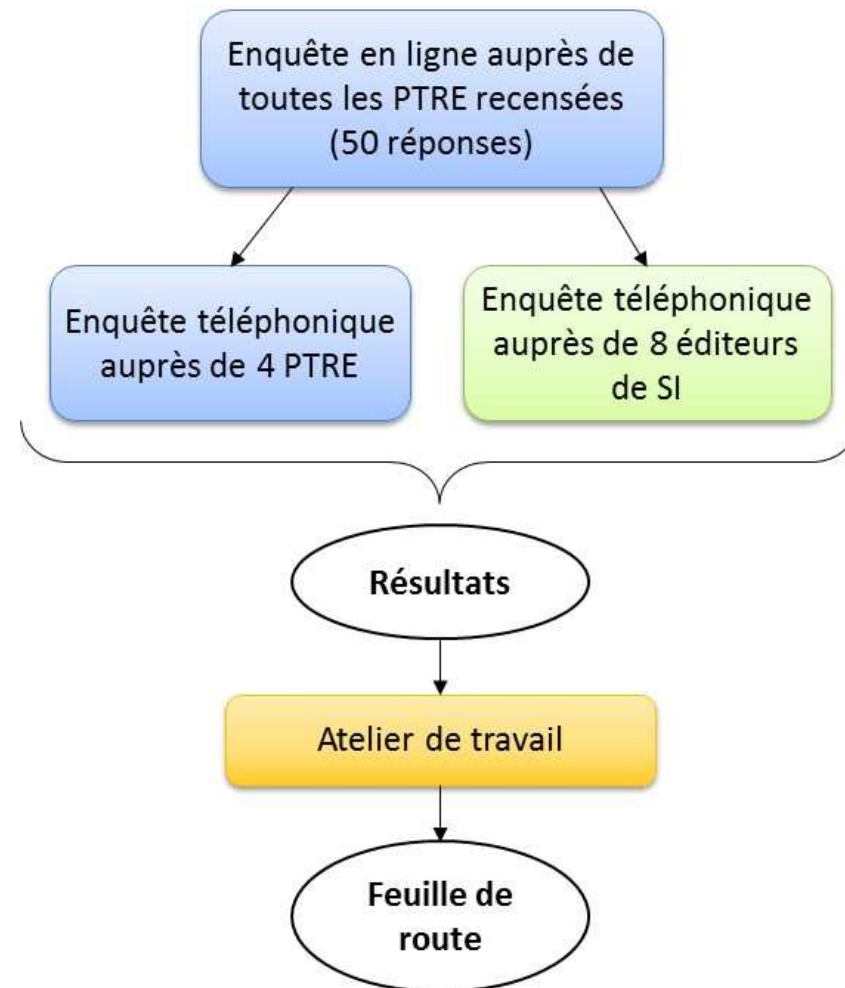 Enquête en ligne auprès de
toutes les PTRE recensées
(50 réponses)
Enquête téléphonique
auprès de 4 PTRE
Enquête téléphonique
auprès de 8 éditeurs
de SI
Résultats
Atelier de travail
Feuille de
route